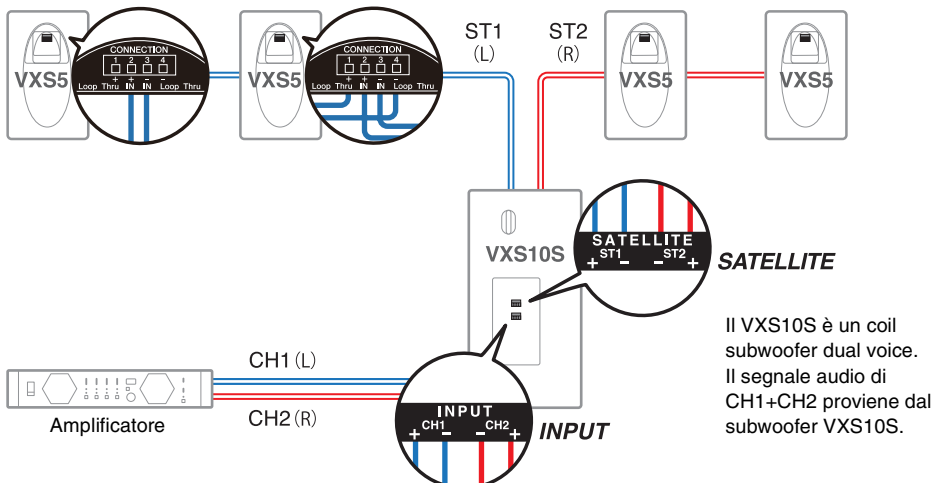 CONNECTION
1 2 3 4
+ + - -
Loop Thru IN IN Loop Thru
VXS5
CONNECTION
1 2 3 4
+ + - -
Loop Thru IN IN Loop Thru
VXS5
ST1
(L)
ST2
(R)
VXS5
VXS5
VXS10S
SATELLITE
+ ST1 - - ST2 +
SATELLITE
Il VXS10S è un coil
subwoofer dual voice.
Il segnale audio di
CH1+CH2 proviene dal
subwoofer VXS10S.
CH1 (L)
Amplificatore
CH2 (R)
INPUT
+ CH1 - - CH2 +
INPUT